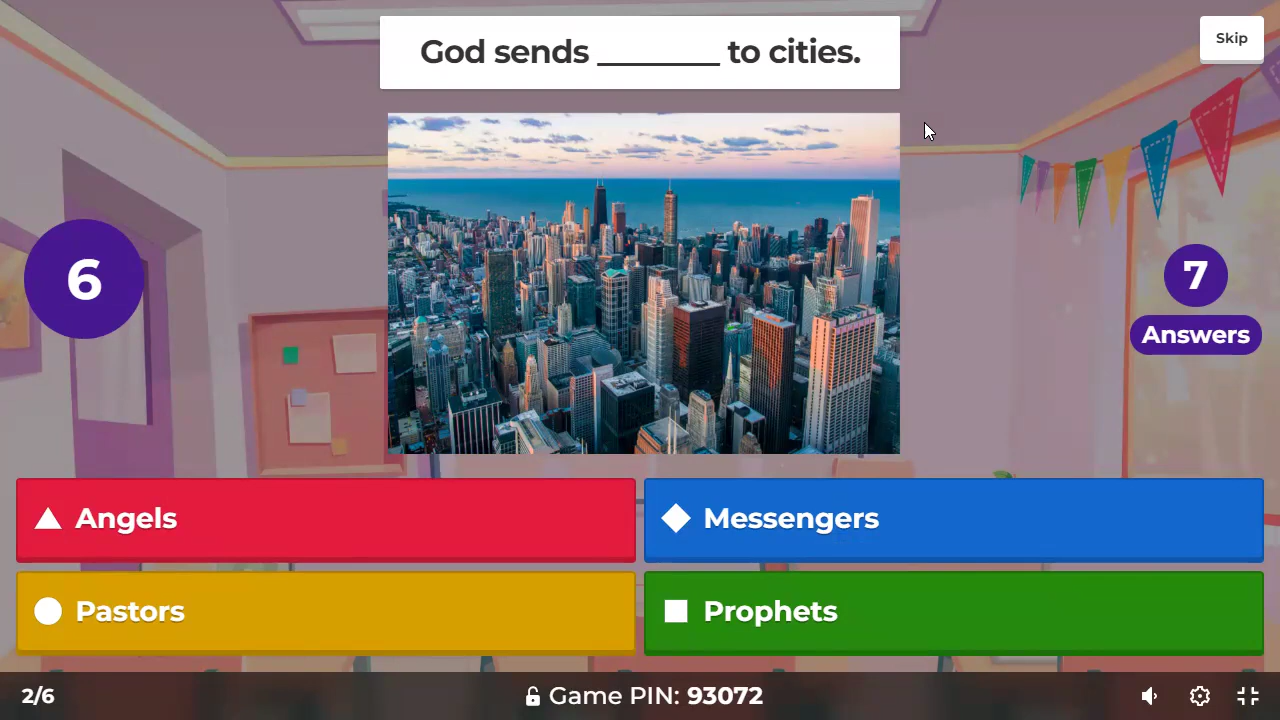 God sends ________ to cities.
Skip
6
7
Answers
Angels
Messengers
Pastors
Prophets
2/6
Game PIN: 93072